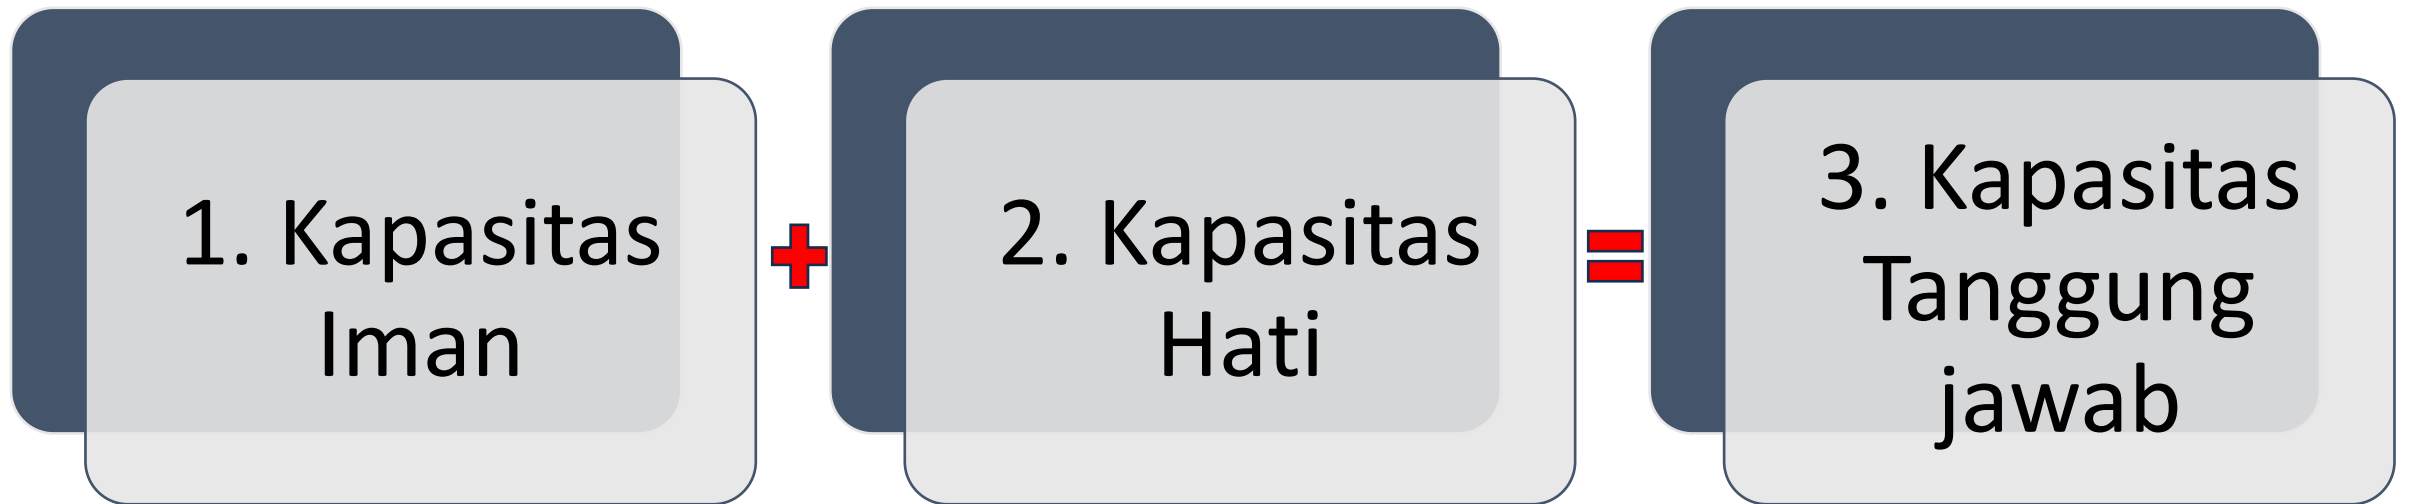 1. Kapasitas
Iman
+
2. Kapasitas
Hati
=
3. Kapasitas
Tanggung
jawab